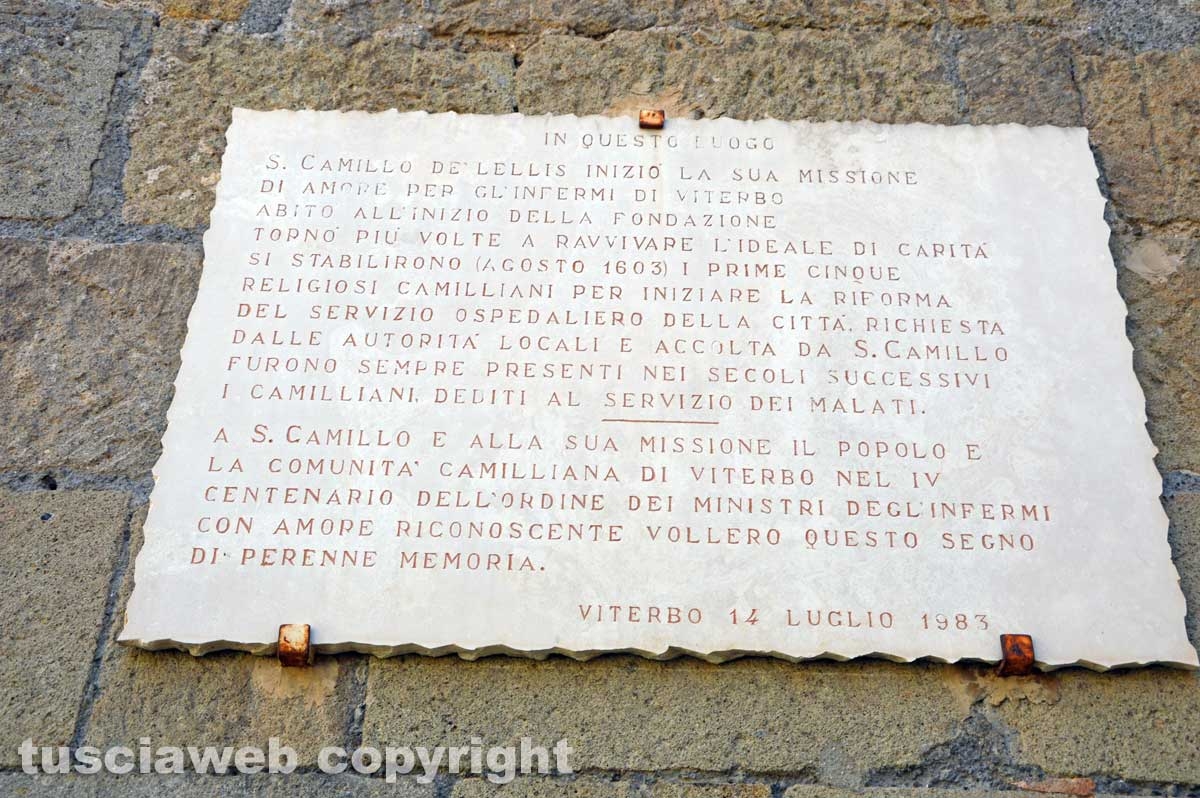 IN QUESTO LUOGO
S. CAMILLO DE' LELLIS INIZIÒ LA SUA MISSIONE
DI AMORE PER GL'INFERMI DI VITERBO
ABITÒ ALL'INIZIO DELLA FONDAZIONE
TORNO' PIU' VOLTE A RAVVIVARE L'IDEALE DI CARITA'
SI STABILIRONO (AGOSTO 1603) I PRIME CINQUE
RELIGIOSI CAMILLIANI PER INIZIARE LA RIFORMA
DEL SERVIZIO OSPEDALIERO DELLA CITTA', RICHIESTA
DALLE AUTORITA' LOCALI E ACCOLTA DA S. CAMILLO
FURONO SEMPRE PRESENTI NEI SECOLI SUCCESSIVI
I CAMILLIANI, DEDITI AL SERVIZIO DEI MALATI.
A S. CAMILLO E ALLA SUA MISSIONE IL POPOLO E
LA COMUNITA' CAMILLIANA DI VITERBO NEL IV
CENTENARIO DELL'ORDINE DEI MINISTRI DEGL'INFERMI
CON AMORE RICONOSCENTE VOLLERO QUESTO SEGNO
DI PERENNE MEMORIA.
VITERBO 14 LUGLIO 1983
tusciaweb copyright